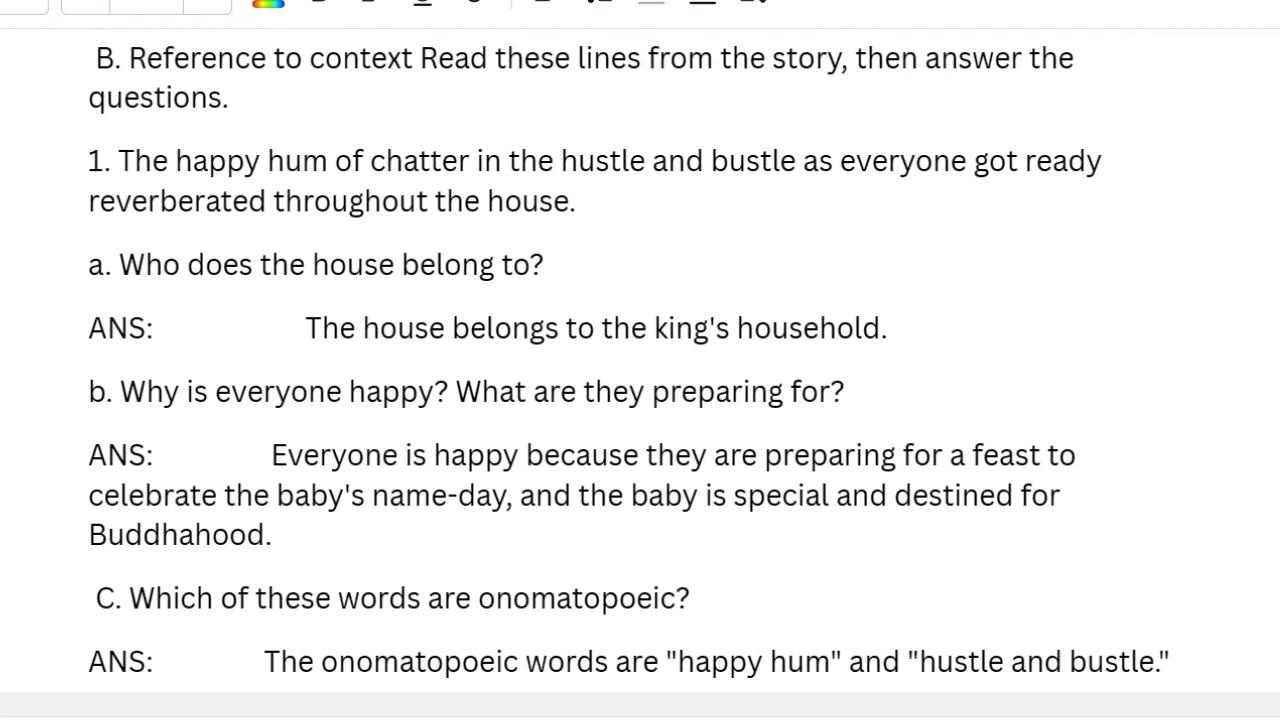 B. Reference to context Read these lines from the story, then answer the
questions.
1. The happy hum of chatter in the hustle and bustle as everyone got ready
reverberated throughout the house.
a. Who does the house belong to?
ANS: The house belongs to the king's household.
b. Why is everyone happy? What are they preparing for?
ANS: Everyone is happy because they are preparing for a feast to
celebrate the baby's name-day, and the baby is special and destined for
Buddhahood.
C. Which of these words are onomatopoeic?
ANS: The onomatopoeic words are "happy hum" and "hustle and bustle."